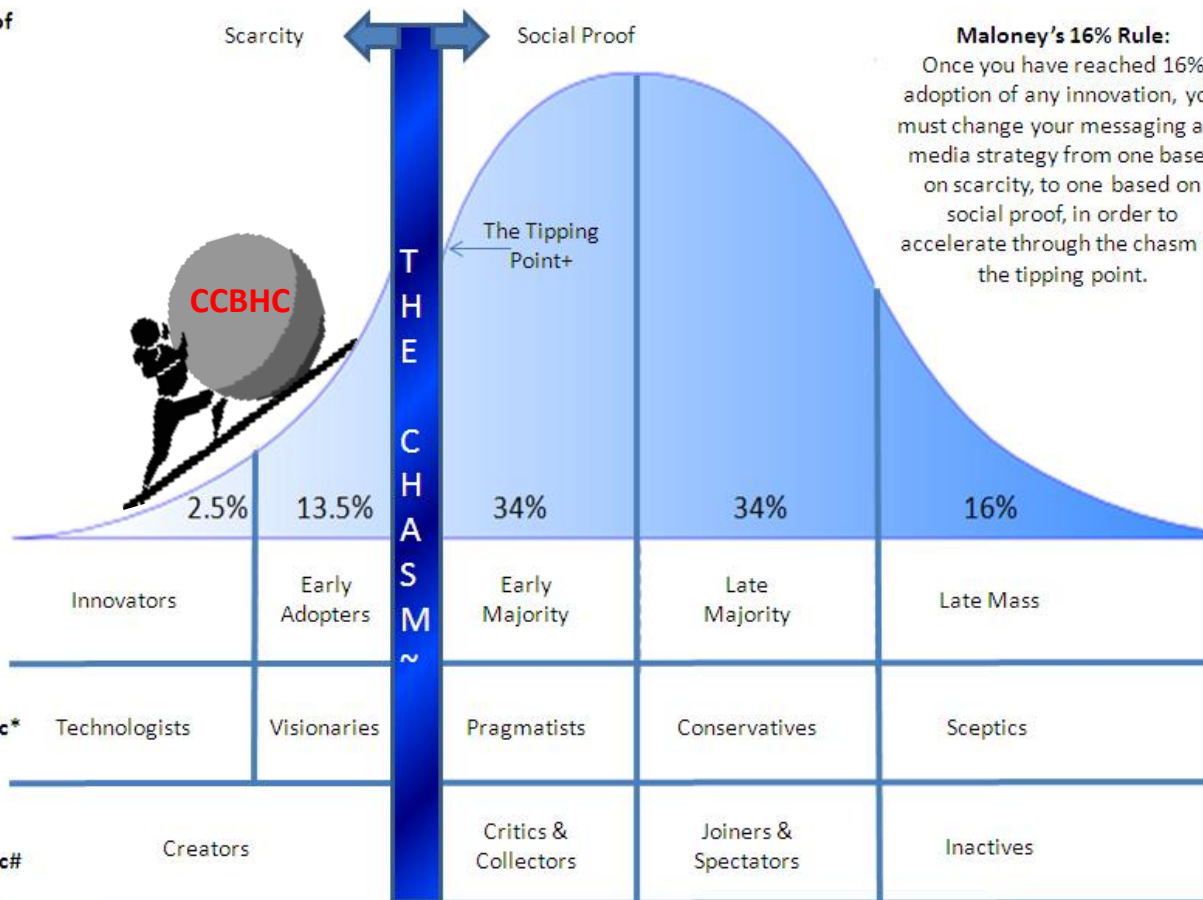 of
Scarcity
Social Proof
Maloney's 16% Rule:
Once you have reached 16%
adoption of any innovation, yo
must change your messaging a
media strategy from one base
on scarcity, to one based on
social proof, in order to
accelerate through the chasm
the tipping point.
The Tipping
Point+
CCBHC
THE CHASM~
2.5%
13.5%
34%
34%
16%
Innovators
Early
Adopters
Early
Majority
Late
Majority
Late Mass
c*
Technologists
Visionaries
Pragmatists
Conservatives
Sceptics
c#
Creators
Critics &
Collectors
Joiners &
Spectators
Inactives